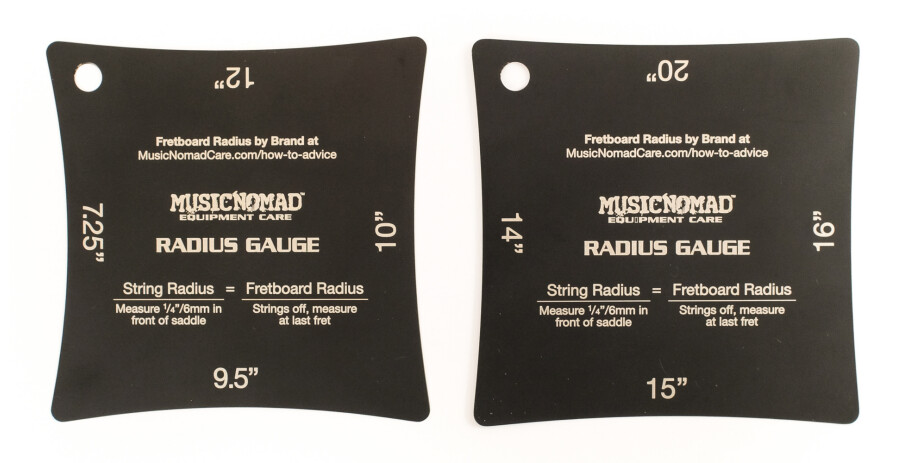 12”
Fretboard Radius by Brand at
MusicNomadCare.com/how-to-advice
MUSICNOMAD™
EQUIPMENT CARE
RADIUS GAUGE
7.25”
10”
String Radius = Fretboard Radius
Measure ¼”/6mm in
front of saddle
Strings off, measure
at last fret
9.5”
20”
Fretboard Radius by Brand at
MusicNomadCare.com/how-to-advice
MUSICNOMAD™
EQUIPMENT CARE
RADIUS GAUGE
14”
16”
String Radius = Fretboard Radius
Measure ¼”/6mm in
front of saddle
Strings off, measure
at last fret
15”